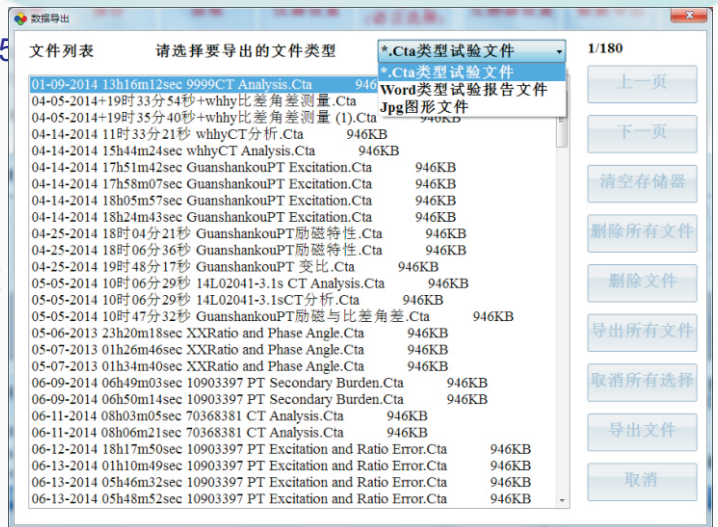 数据导出
文件列表 请选择要导出的文件类型 *.Cta类型试验文件 1/180
*.Cta类型试验文件
Word类型试验报告文件
Jpg图形文件
01-09-2014 13h16m12sec 9999CT Analysis.Cta 946
04-05-2014+19时33分54秒+whhy比差角差测量.Cta
04-05-2014+19时35分40秒+whhy比差角差测量 (1).Cta 946KB
04-14-2014 11时33分21秒 whhyCT分析.Cta 946KB
04-14-2014 15h44m24sec whhyCT Analysis.Cta 946KB
04-14-2014 17h51m42sec GuanshankouPT Excitation.Cta 946KB
04-14-2014 17h58m07sec GuanshankouPT Excitation.Cta 946KB
04-14-2014 18h05m57sec GuanshankouPT Excitation.Cta 946KB
04-14-2014 18h24m43sec GuanshankouPT Excitation.Cta 946KB
04-25-2014 18时04分21秒 GuanshankouPT励磁特性.Cta 946KB
04-25-2014 18时06分36秒 GuanshankouPT励磁特性.Cta 946KB
04-25-2014 19时48分17秒 GuanshankouPT 变比.Cta 946KB
05-05-2014 10时06分29秒 14L02041-3.1s CT Analysis.Cta 946KB
05-05-2014 10时06分29秒 14L02041-3.1sCT分析.Cta 946KB
05-05-2014 10时47分32秒 GuanshankouPT励磁与比差角差.Cta 946KB
05-06-2013 23h20m18sec XXRatio and Phase Angle.Cta 946KB
05-07-2013 01h26m46sec XXRatio and Phase Angle.Cta 946KB
05-07-2013 01h34m40sec XXRatio and Phase Angle.Cta 946KB
06-09-2014 06h49m03sec 10903397 PT Secondary Burden.Cta 946KB
06-09-2014 06h50m14sec 10903397 PT Secondary Burden.Cta 946KB
06-11-2014 08h03m05sec 70368381 CT Analysis.Cta 946KB
06-11-2014 08h06m21sec 70368381 CT Analysis.Cta 946KB
06-12-2014 18h17m50sec 10903397 PT Excitation and Ratio Error.Cta 946KB
06-13-2014 01h10m49sec 10903397 PT Excitation and Ratio Error.Cta 946KB
06-13-2014 05h46m32sec 10903397 PT Excitation and Ratio Error.Cta 946KB
06-13-2014 05h48m52sec 10903397 PT Excitation and Ratio Error.Cta 946KB
上一页
下一页
清空存储器
删除所有文件
删除文件
导出所有文件
取消所有选择
导出文件
取消